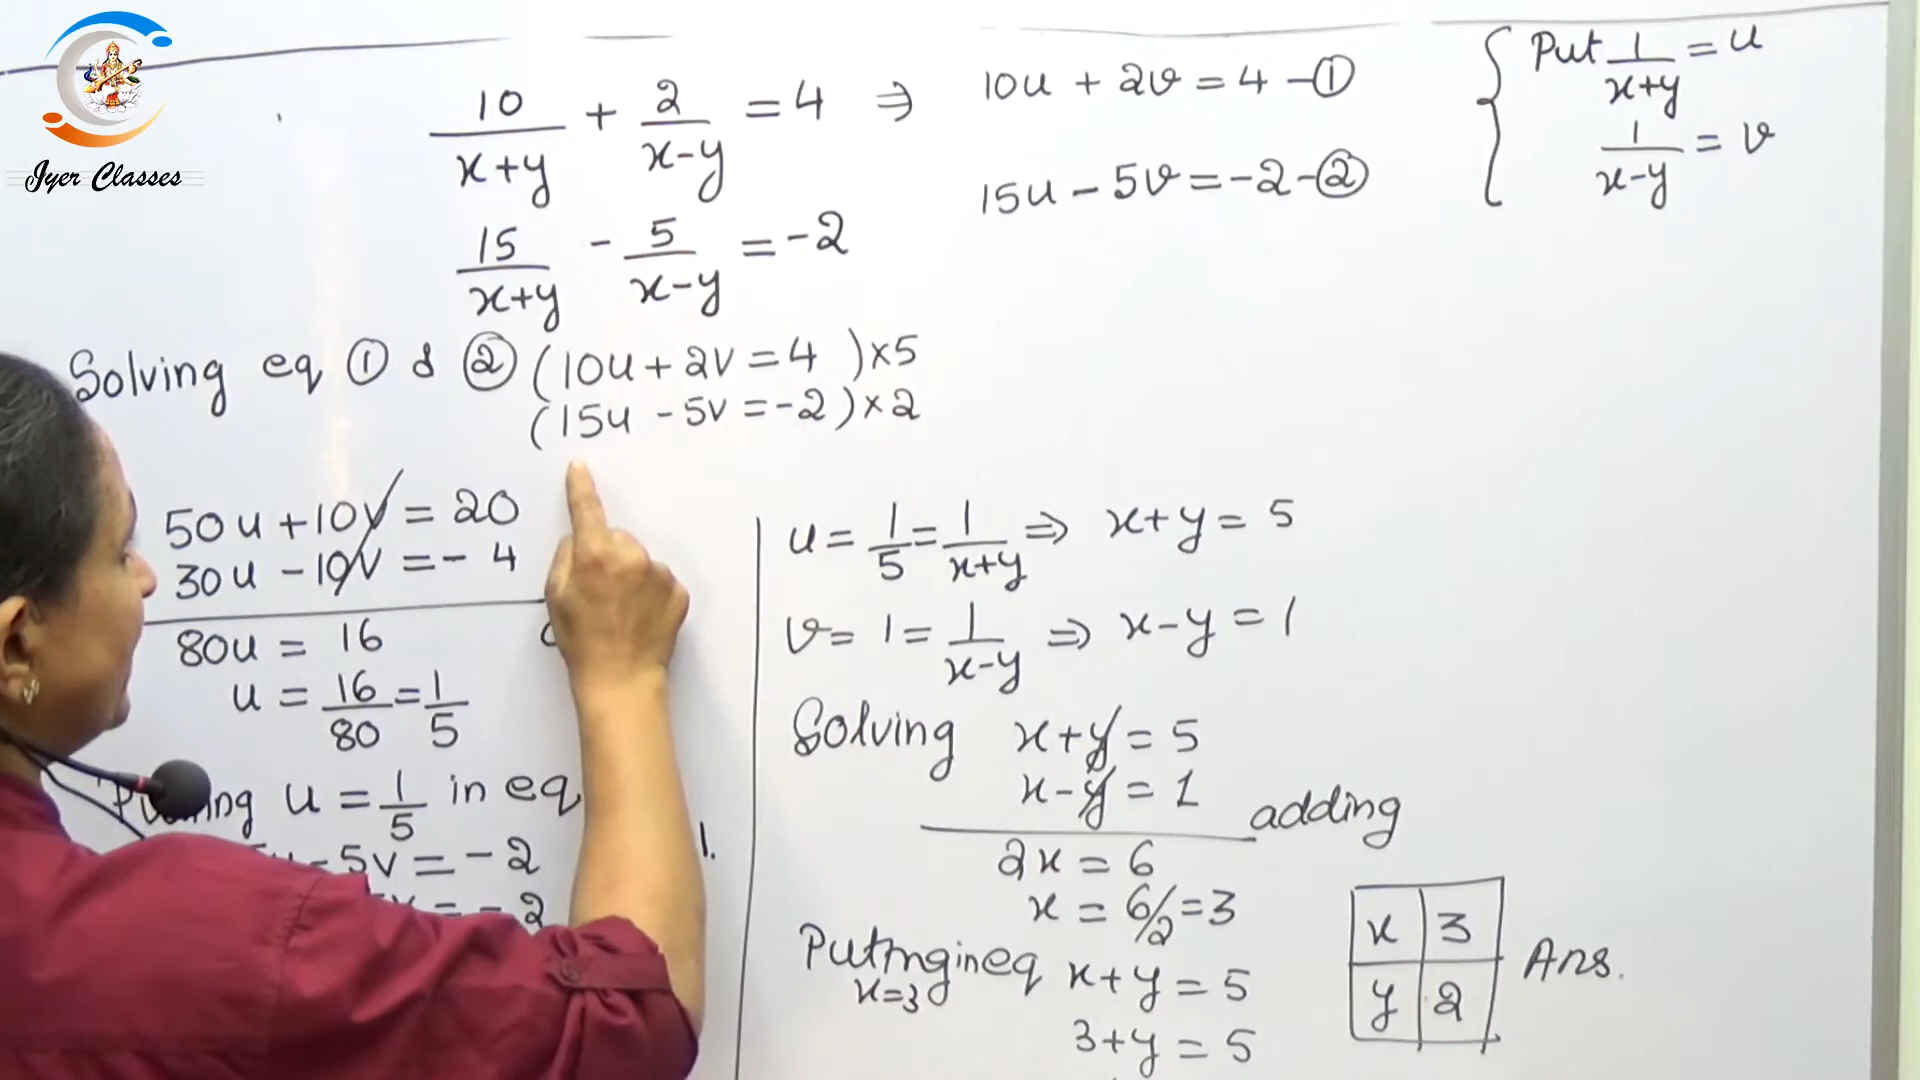 Iyer Classes
10/(x+y) + 2/(x-y) = 4 ⇒ 10u + 2v = 4 - ①
15/(x+y) - 5/(x-y) = -2
15u - 5v = -2 - ②
{ Put 1/(x+y) = u
1/(x-y) = v
Solving eq ① & ② (10u + 2v = 4 ) × 5
(15u - 5v = -2) × 2
50u + 10v = 20
30u - 10v = - 4
80u = 16
u = 16/80 = 1/5
u = 1/5 in eq
- 5v = - 2
= - 2
1.
u = 1/5 = 1/(x+y) ⇒ x+y = 5
v = 1 = 1/(x-y) ⇒ x-y = 1
Solving x+y = 5
x-y = 1
adding
2x = 6
x = 6/2 = 3
Putting in eq x+y = 5
x=3
3+y = 5
x 3
y 2
Ans.